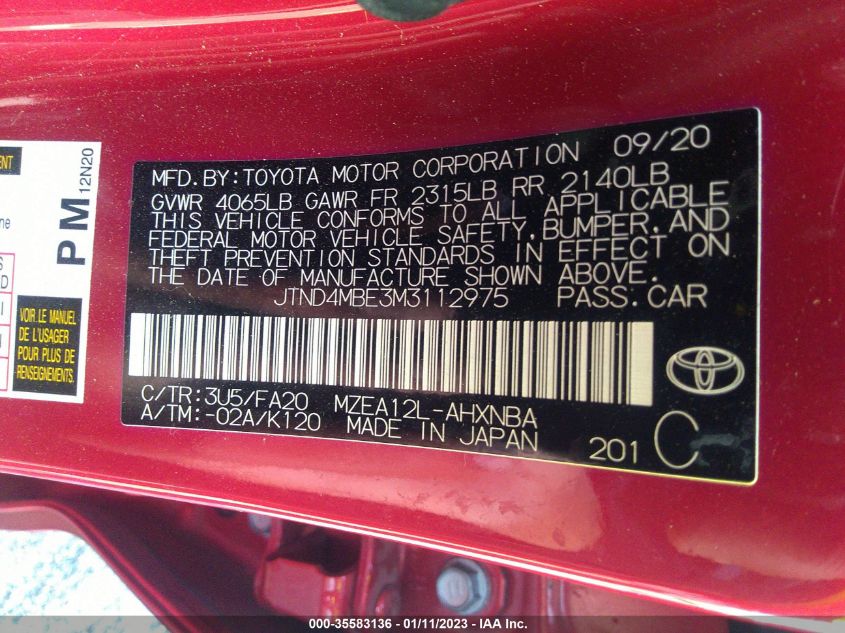 MFD.BY:TOYOTA MOTOR CORPORATION 09/20
GVWR 4065LB GAWR FR 2315LB RR 2140LB
THIS VEHICLE CONFORMS TO ALL APPLICABLE
FEDERAL MOTOR VEHICLE SAFETY,BUMPER,AND
THEFT PREVENTION STANDARDS IN EFFECT ON
THE DATE OF MANUFACTURE SHOWN ABOVE.
JTND4MBE3M3112975 PASS.CAR
C/TR:3U5/FA20 MZEA12L-AHXNBA
A/TM:-02A/K120 MADE IN JAPAN
201 C
PM
12N20
VOIR LE MANUEL
DE L'USAGER
POUR PLUS DE
RENSEIGNEMENTS.
000-35583136 - 01/11/2023 - IAA Inc.